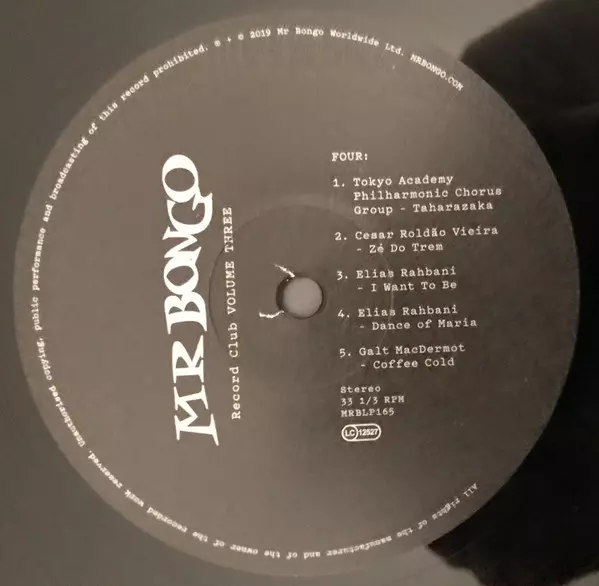 MR BONGO
Record Club VOLUME THREE
FOUR:
1. Tokyo Academy
Philharmonic Chorus
Group - Taharazaka
2. Cesar Roldão Vieira
- Zé Do Trem
3. Elias Rahbani
- I Want To Be
4. Elias Rahbani
- Dance of Maria
5. Galt MacDermot
- Coffee Cold
Stereo
33 1/3 RPM
MRBLP165
LC 12527
All rights of the manufacturer and of the owner of the recorded work reserved. Unauthorised copying, public performance and broadcasting of this record prohibited. ℗ + © 2019 Mr Bongo Worldwide Ltd. MRBONGO.COM